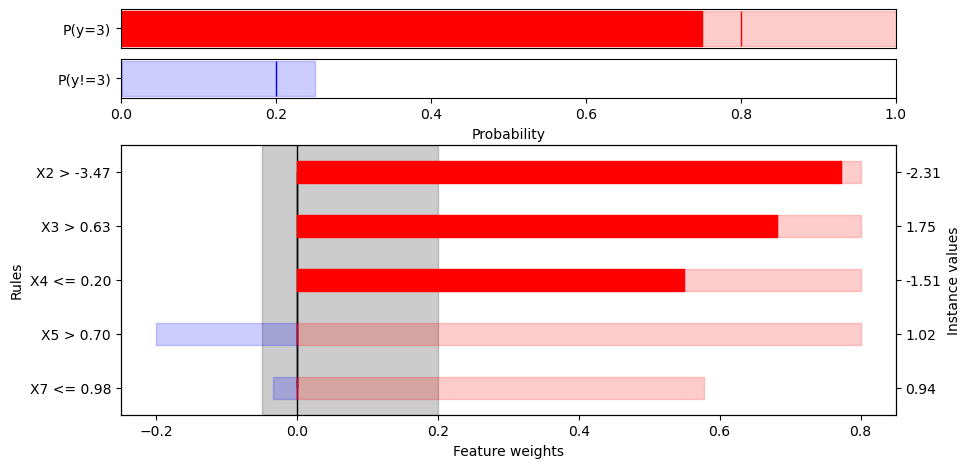 P(y=3)
P(y!=3)
0.0 0.2 0.4 0.6 0.8 1.0
Probability
X2 > -3.47 -2.31
X3 > 0.63 1.75
X4 <= 0.20 -1.51
X5 > 0.70 1.02
X7 <= 0.98 0.94
Rules
Instance values
−0.2 0.0 0.2 0.4 0.6 0.8
Feature weights